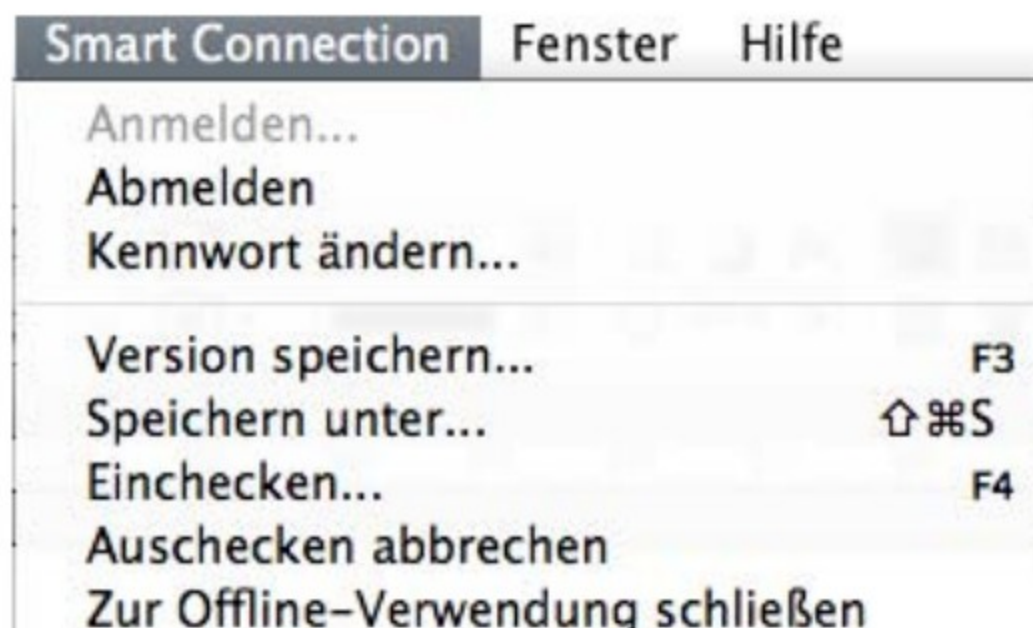 Smart Connection Fenster Hilfe
Anmelden...
Abmelden
Kennwort ändern...
Version speichern... F3
Speichern unter... ⇧⌘S
Einchecken... F4
Auschecken abbrechen
Zur Offline-Verwendung schließen